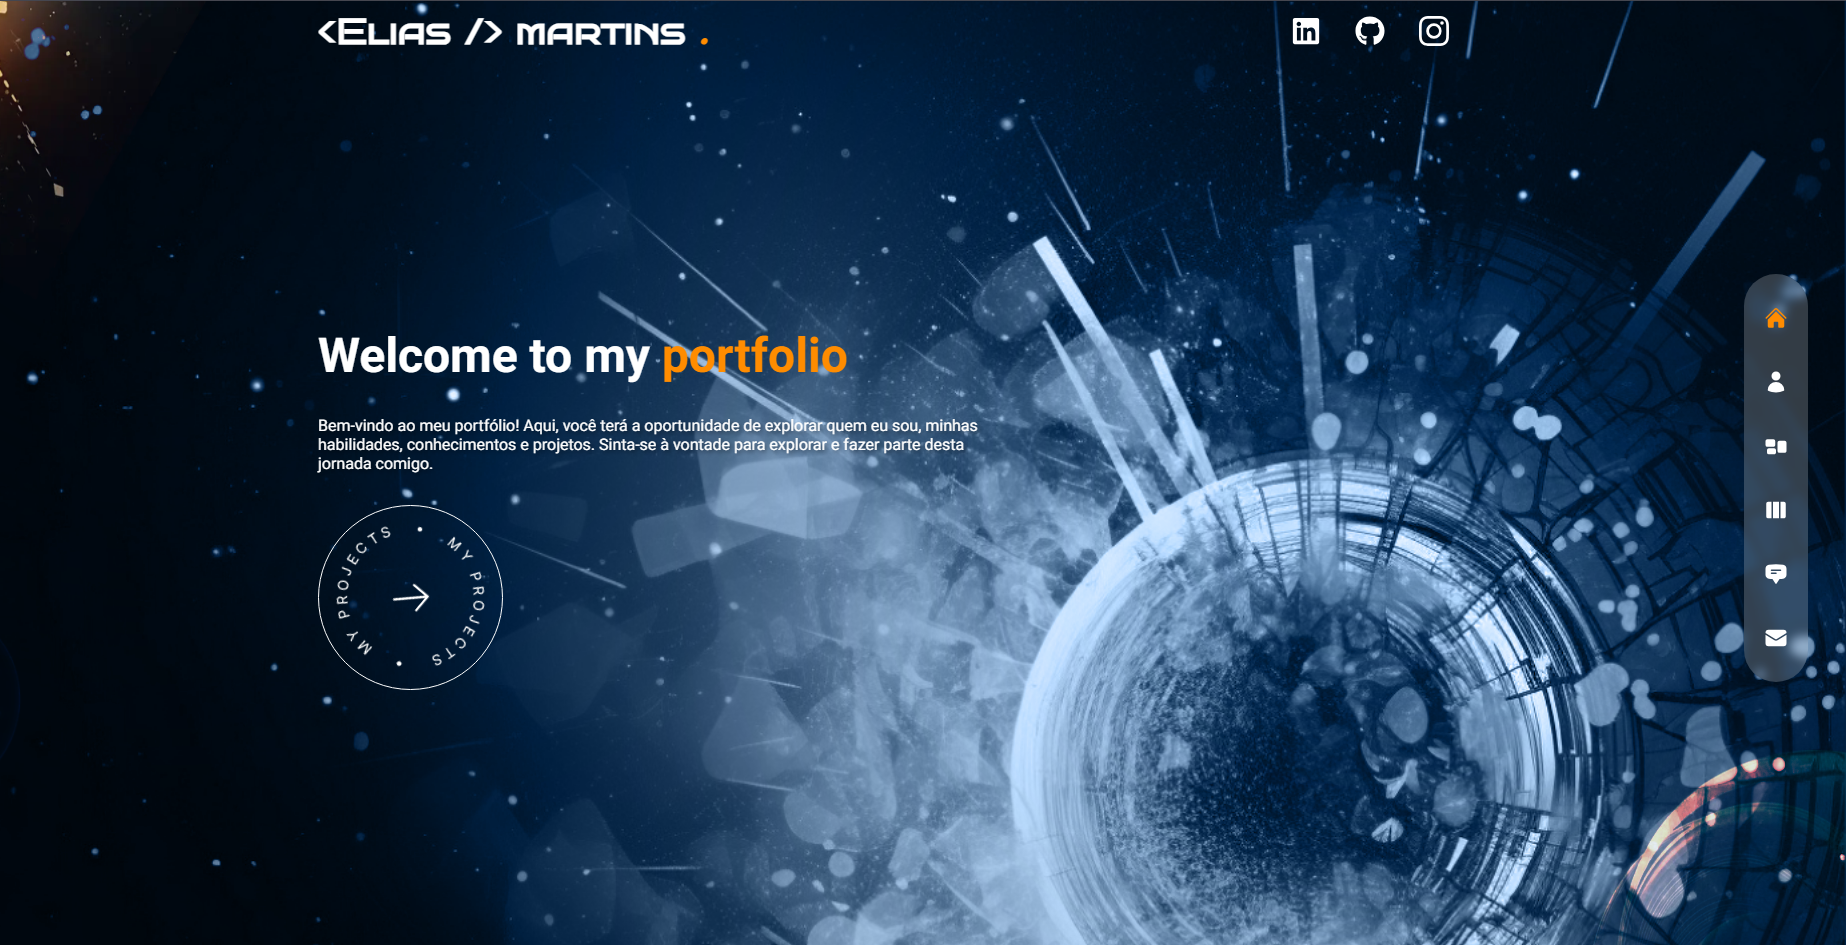 <Elias /> martins .
Welcome to my portfolio
Bem-vindo ao meu portfólio! Aqui, você terá a oportunidade de explorar quem eu sou, minhas
habilidades, conhecimentos e projetos. Sinta-se à vontade para explorar e fazer parte desta
jornada comigo.
MY PROJECTS • MY PROJECTS •